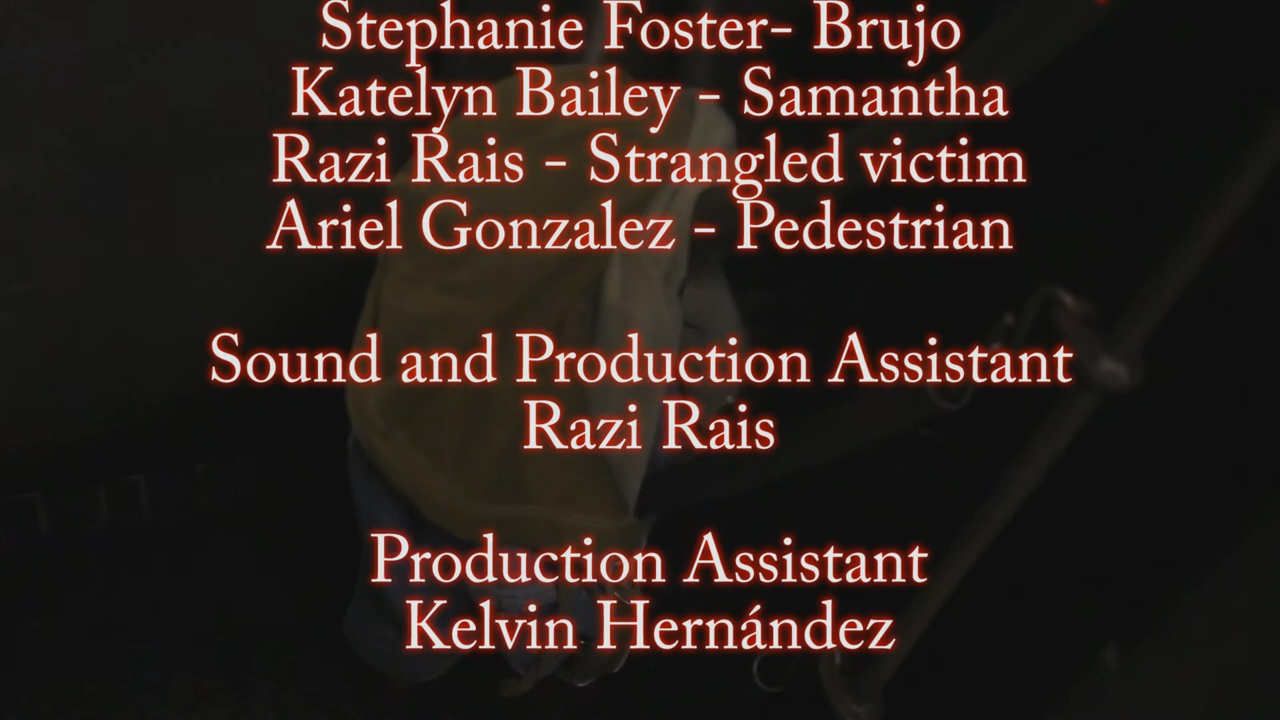 Stephanie Foster- Brujo
Katelyn Bailey - Samantha
Razi Rais - Strangled victim
Ariel Gonzalez - Pedestrian
Sound and Production Assistant
Razi Rais
Production Assistant
Kelvin Hernández